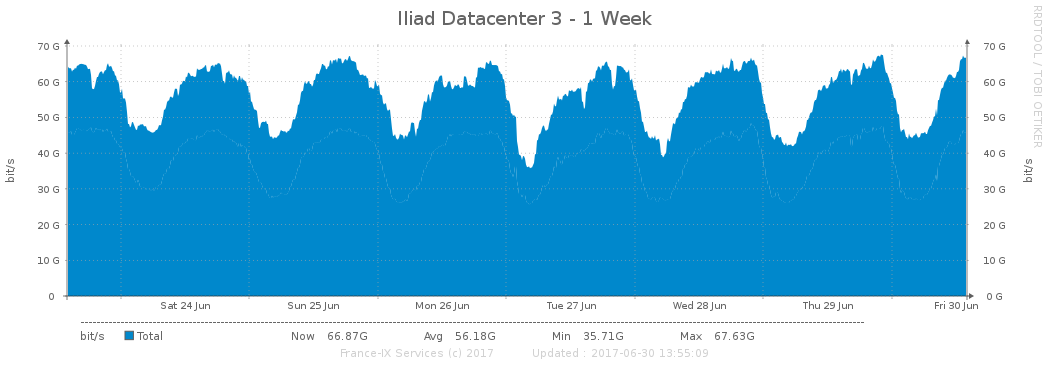 Iliad Datacenter 3 - 1 Week
RRDTOOL / TOBI OETIKER
bit/s
70 G
60 G
50 G
40 G
30 G
20 G
10 G
0
70 G
60 G
50 G
40 G
30 G
20 G
10 G
0 G
bit/s
Sat 24 Jun Sun 25 Jun Mon 26 Jun Tue 27 Jun Wed 28 Jun Thu 29 Jun Fri 30 Jun
bit/s Total Now 66.87G Avg 56.18G Min 35.71G Max 67.63G
France-IX Services (c) 2017 Updated : 2017-06-30 13:55:09